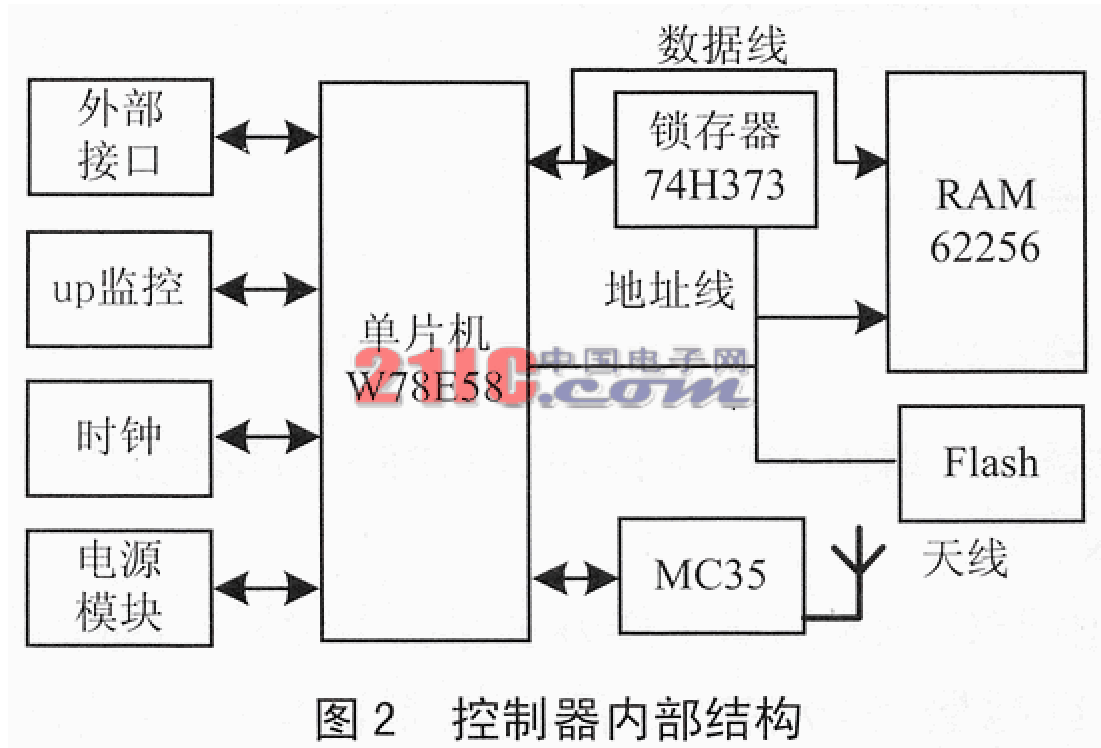 数据线
外部
接口
锁存器
74H373
RAM
62256
up监控
地址线
单片机
W78E58
21IC中国电子网
.com
时钟
Flash
电源
模块
MC35
天线
图2 控制器内部结构